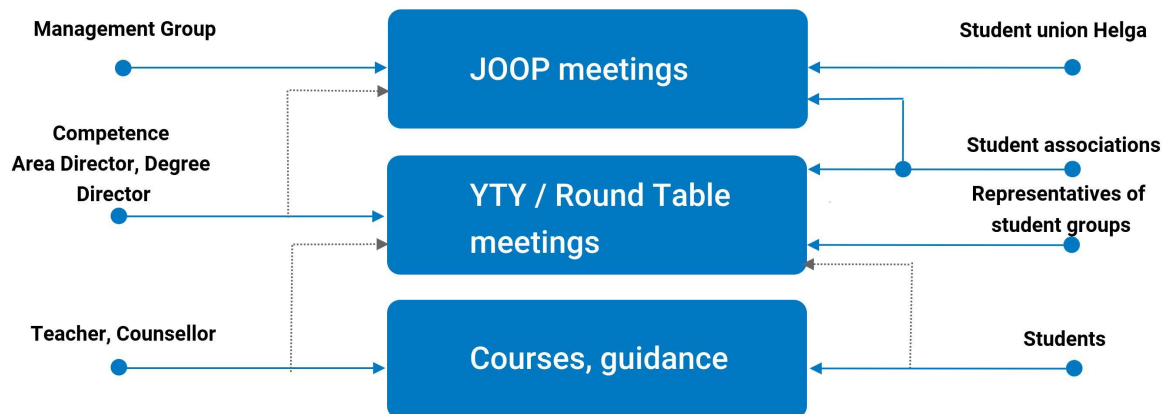 Management Group
JOOP meetings
Student union Helga
Competence
Area Director, Degree
Director
YTY / Round Table
meetings
Student associations
Representatives of
student groups
Teacher, Counsellor
Courses, guidance
Students